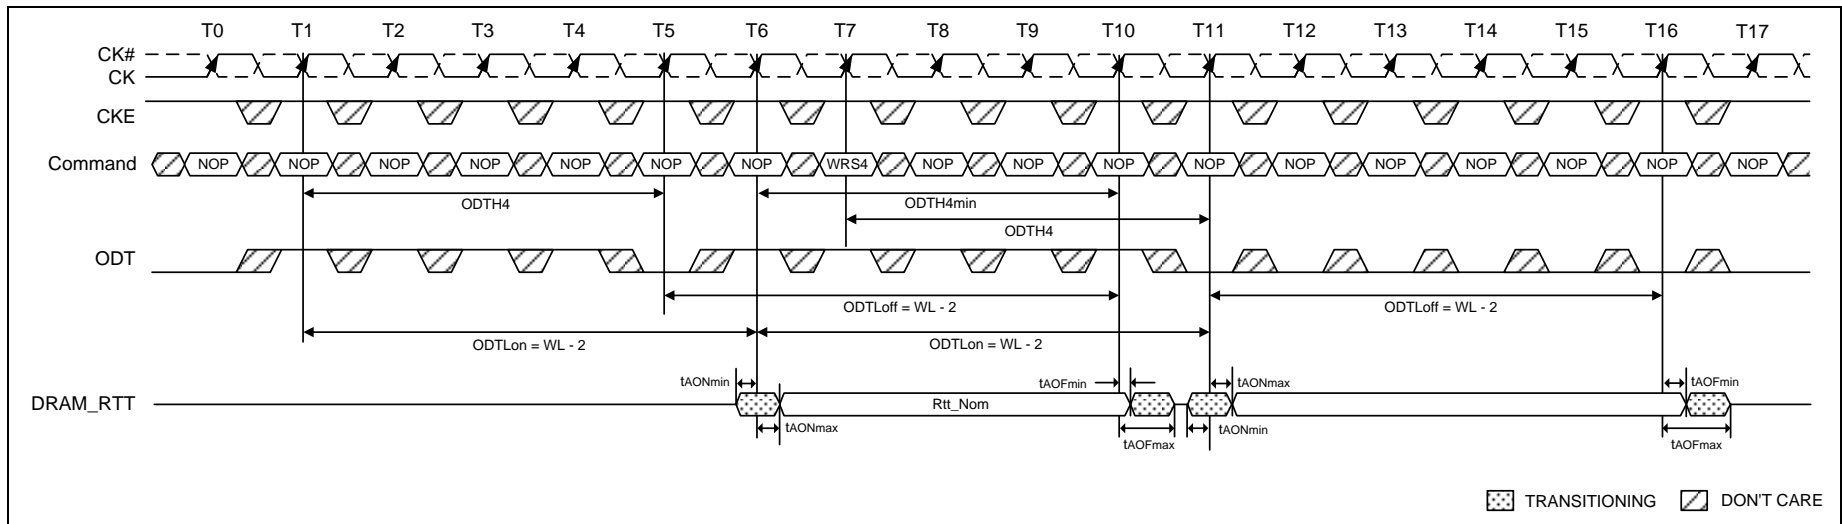 T0 T1 T2 T3 T4 T5 T6 T7 T8 T9 T10 T11 T12 T13 T14 T15 T16 T17
CK#
CK
CKE
Command NOP NOP NOP NOP NOP NOP NOP WRS4 NOP NOP NOP NOP NOP NOP NOP NOP NOP NOP
ODTH4 ODTH4min
ODTH4
ODT
ODTLoff = WL - 2 ODTLoff = WL - 2
ODTLon = WL - 2 ODTLon = WL - 2
tAONmin tAOFmin tAONmax tAOFmin
DRAM_RTT Rtt_Nom
tAONmax tAOFmax tAONmin tAOFmax
TRANSITIONING DON'T CARE